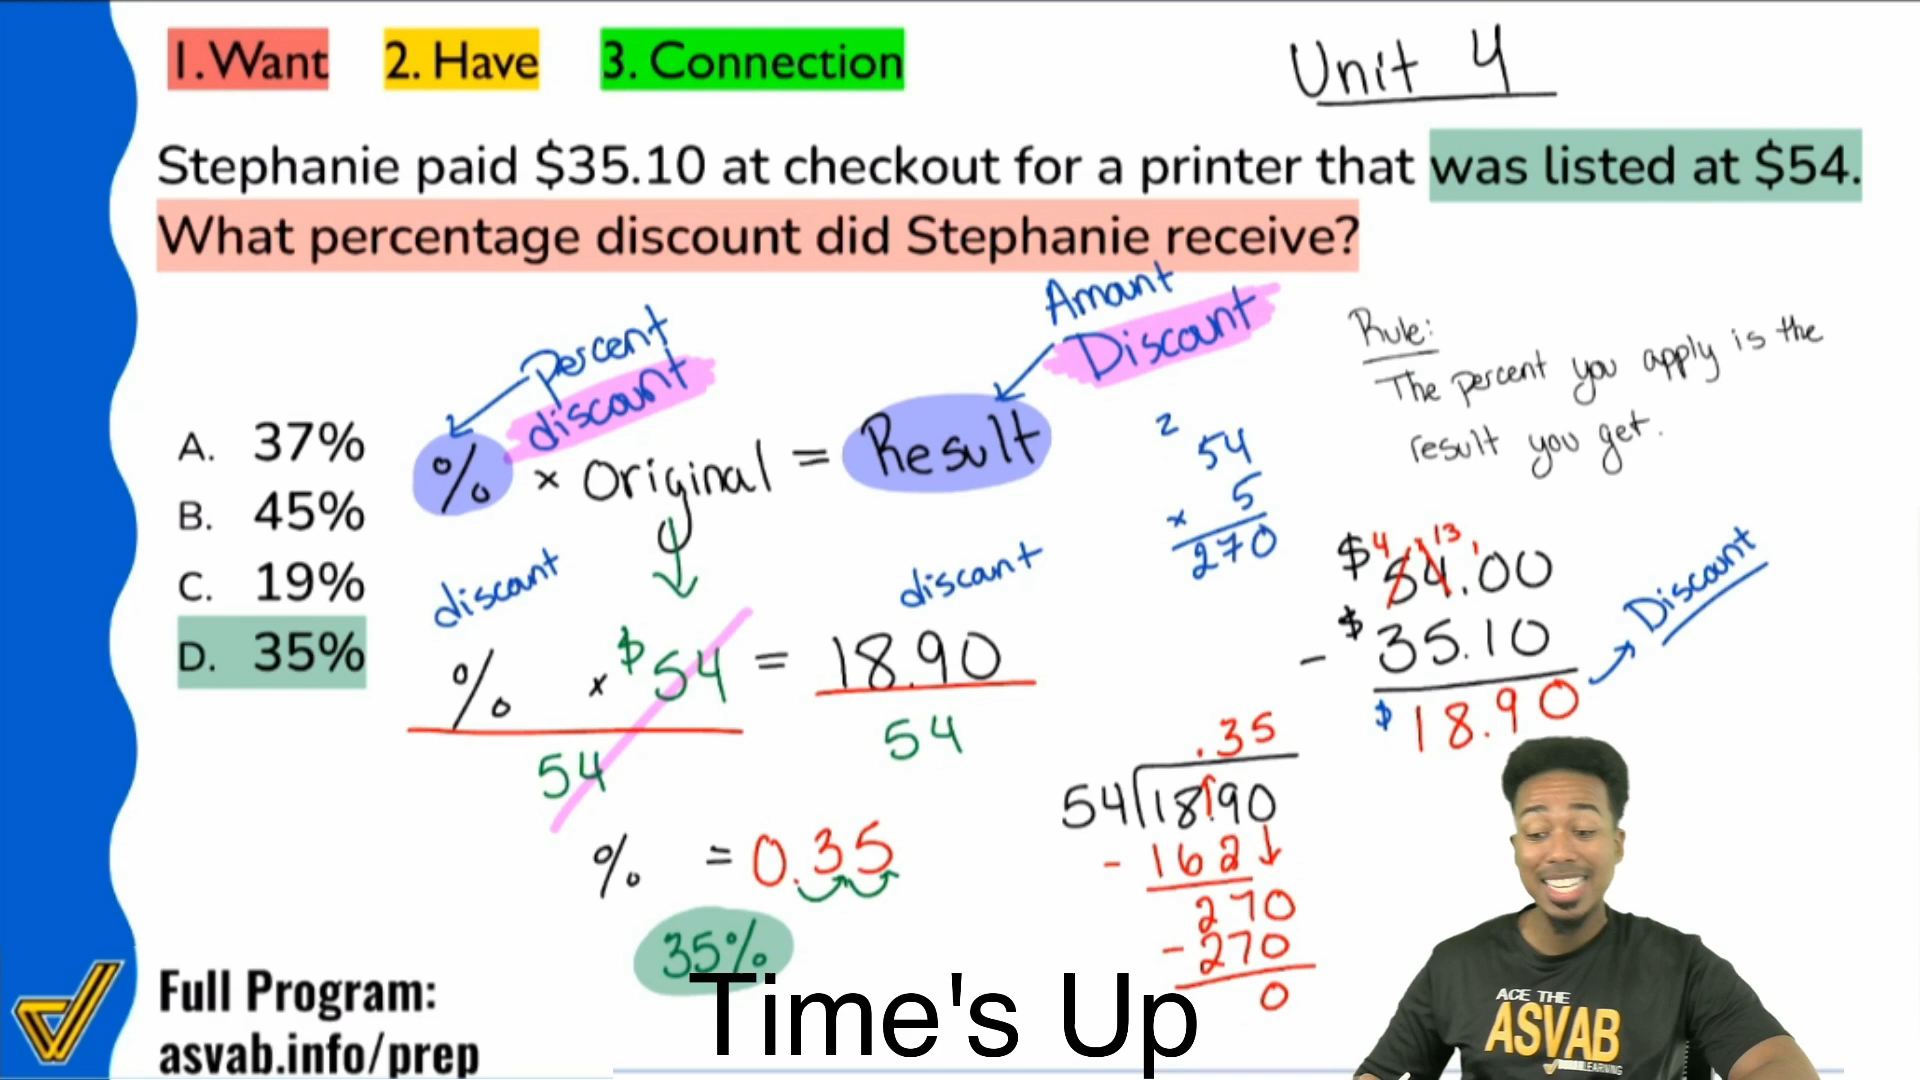 1. Want 2. Have 3. Connection
Unit 4
Stephanie paid $35.10 at checkout for a printer that was listed at $54.
What percentage discount did Stephanie receive?
A. 37%
B. 45%
C. 19%
D. 35%
Percent
discount
Amount
Discount
% × Original = Result
Rule:
The percent you apply is the
result you get.
2
54
× 5
270
discount
discount
% × $54 = 18.90
54
54
4 13 1
$54.00
- $35.10
$18.90
Discount
.35
54 18.90
- 162
270
- 270
0
% = 0.35
35%
Time's Up
Full Program:
asvab.info/prep
ACE THE
ASVAB
LEARNING